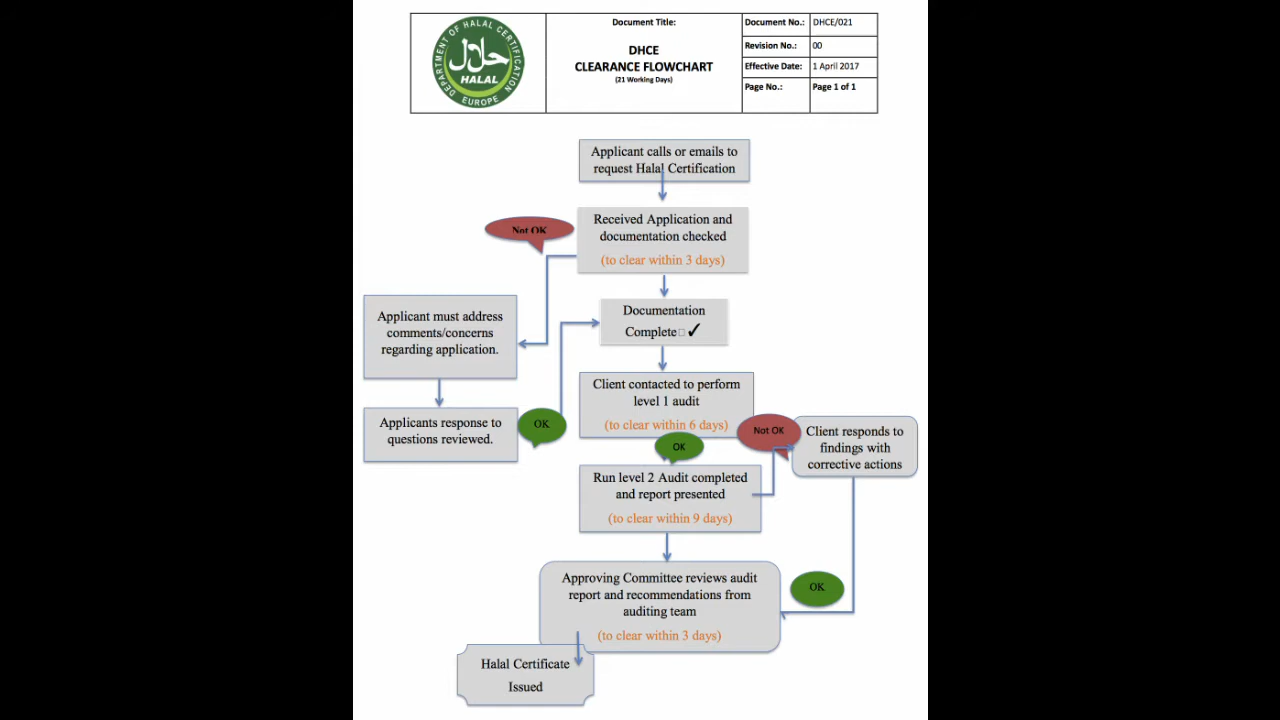 DEPARTMENT OF HALAL CERTIFICATION
حلال
HALAL
EUROPE
Document Title:
DHCE
CLEARANCE FLOWCHART
(21 Working Days)
Document No.: DHCE/021
Revision No.: 00
Effective Date: 1 April 2017
Page No.: Page 1 of 1
Applicant calls or emails to
request Halal Certification
Not OK
Received Application and
documentation checked
(to clear within 3 days)
Applicant must address
comments/concerns
regarding application.
Documentation
Complete□✓
Client contacted to perform
level 1 audit
(to clear within 6 days)
Applicants response to
questions reviewed.
OK
OK
Not OK
Client responds to
findings with
corrective actions
Run level 2 Audit completed
and report presented
(to clear within 9 days)
Approving Committee reviews audit
report and recommendations from
auditing team
(to clear within 3 days)
OK
Halal Certificate
Issued